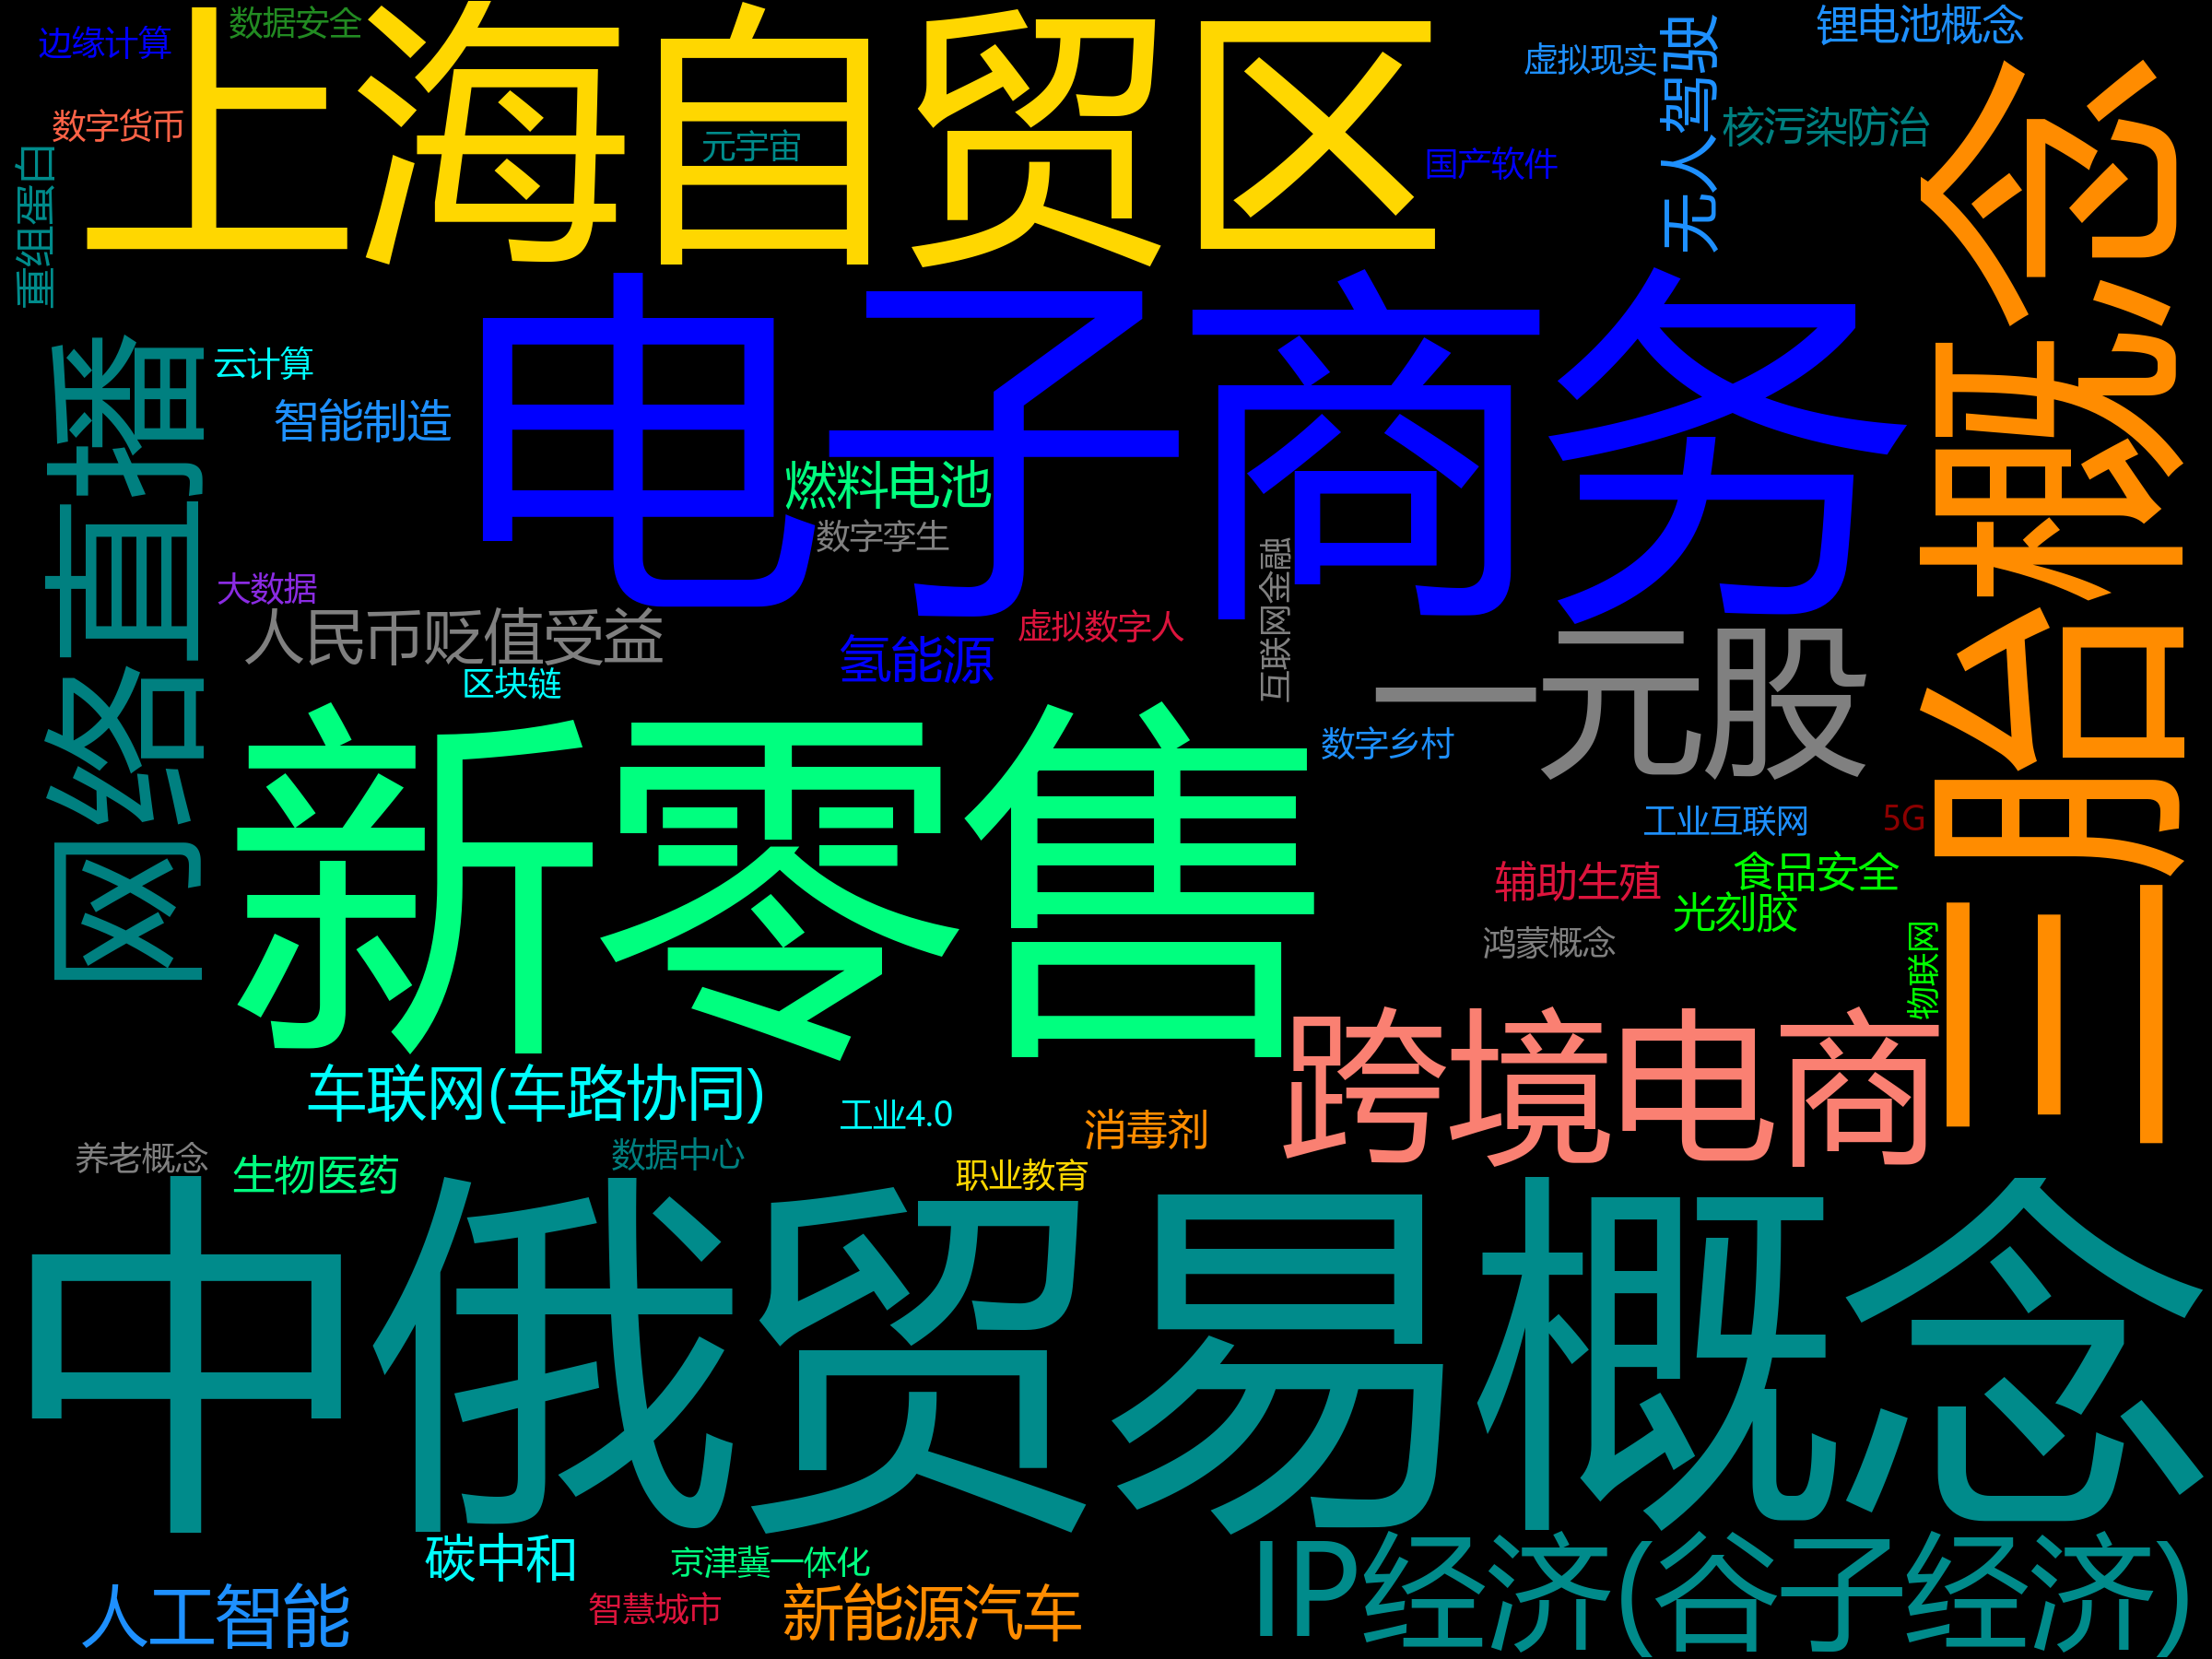 边缘计算
数据安全
上海自贸区
虚拟现实
无人驾驶
锂电池概念
数字货币
元宇宙
国产软件
核污染防治
重组蛋白
三胎概念
电子商务
网络直播
云计算
智能制造
燃料电池
数字孪生
大数据
人民币贬值受益
虚拟数字人
互联网金融
一元股
氢能源
区块链
数字乡村
新零售
工业互联网
5G
辅助生殖
食品安全
光刻胶
鸿蒙概念
物联网
跨境电商
车联网(车路协同)
工业4.0
消毒剂
养老概念
生物医药
数据中心
职业教育
中俄贸易概念
碳中和
京津冀一体化
IP经济(谷子经济)
人工智能
智慧城市
新能源汽车